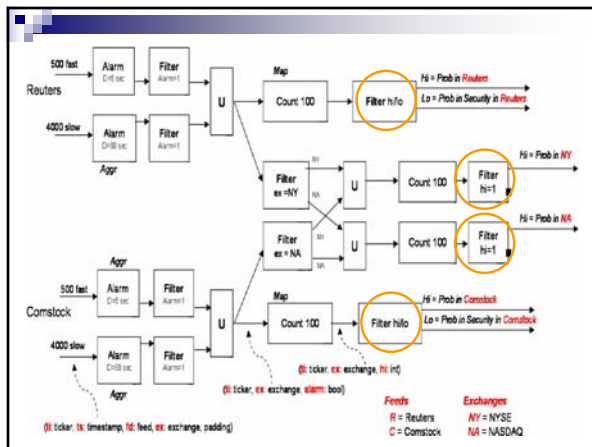 500 fast
Reuters
4000 slow
Alarm
D=5 sec
Filter
Alarm=1
Alarm
D=60 sec
Aggr
Filter
Alarm=1
U
Map
Count 100
Filter hi/lo
Hi = Prob in Reuters
Lo = Prob in Security in Reuters
Filter
ex =NY
NY
NA
U
Count 100
Filter
hi=1
Hi = Prob in NY
Filter
ex = NA
NY
NA
U
Count 100
Filter
hi=1
Hi = Prob in NA
500 fast
Comstock
4000 slow
Aggr
Alarm
D=5 sec
Filter
Alarm=1
Alarm
D=60 sec
Aggr
Filter
Alarm=1
U
Map
Count 100
Filter hi/lo
Hi = Prob in Comstock
Lo = Prob in Security in Comstock
(ti: ticker, ex: exchange, hi: int)
(ti: ticker, ex: exchange, alarm: bool)
(ti: ticker, ts: timestamp, fd: feed, ex: exchange, padding)
Feeds
R = Reuters
C = Comstock
Exchanges
NY = NYSE
NA = NASDAQ